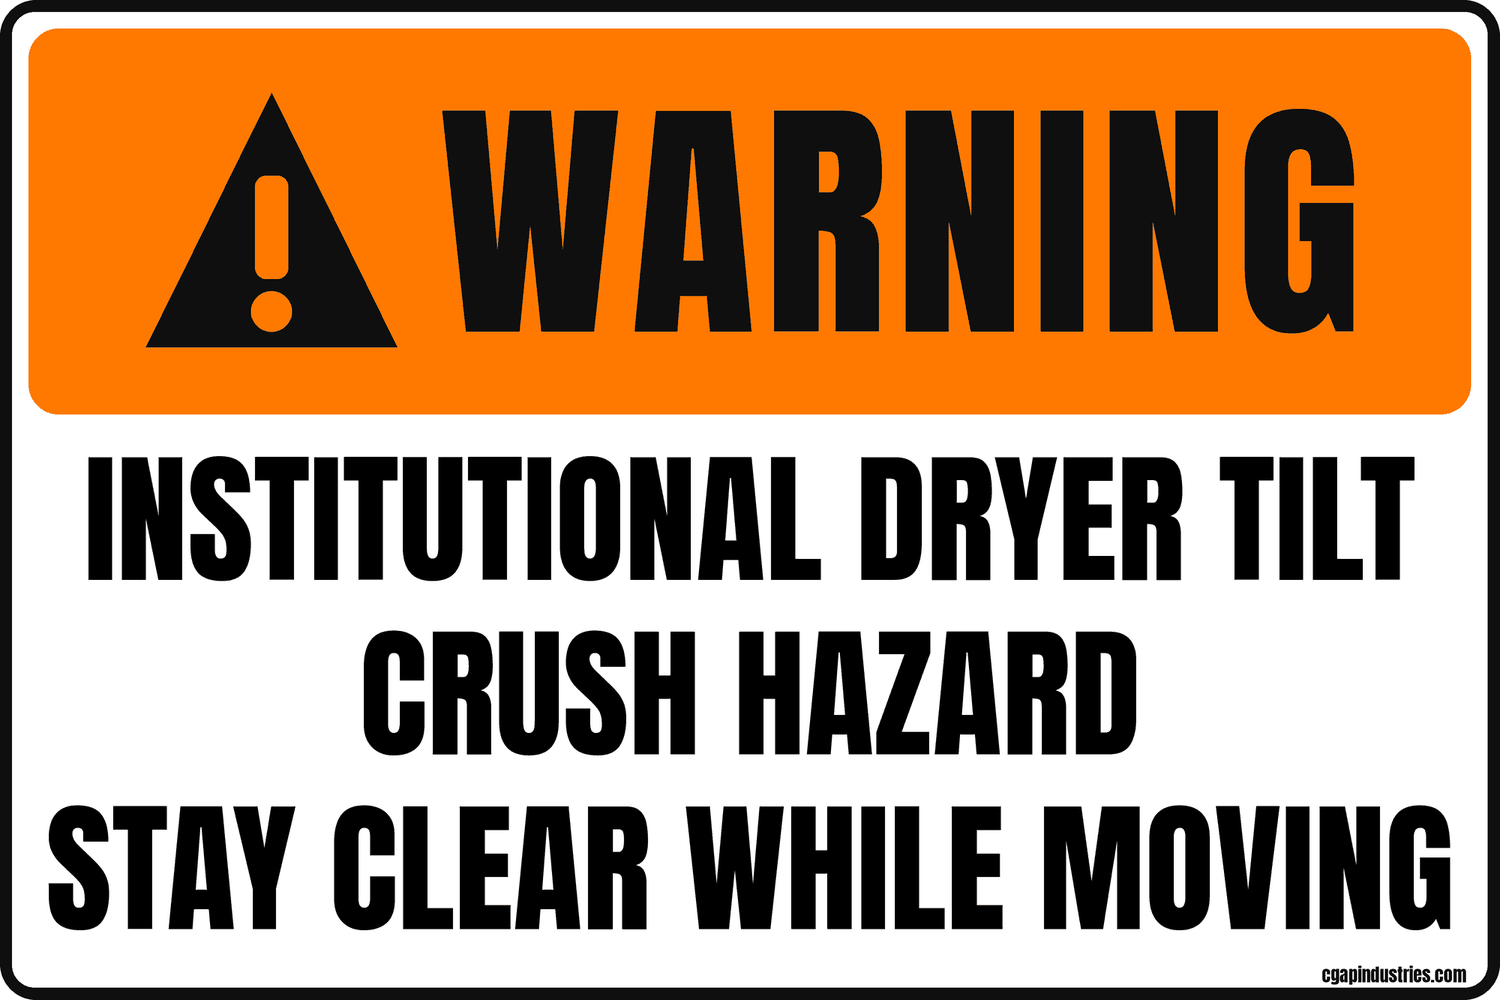 WARNING
INSTITUTIONAL DRYER TILT
CRUSH HAZARD
STAY CLEAR WHILE MOVING
cgapindustries.com